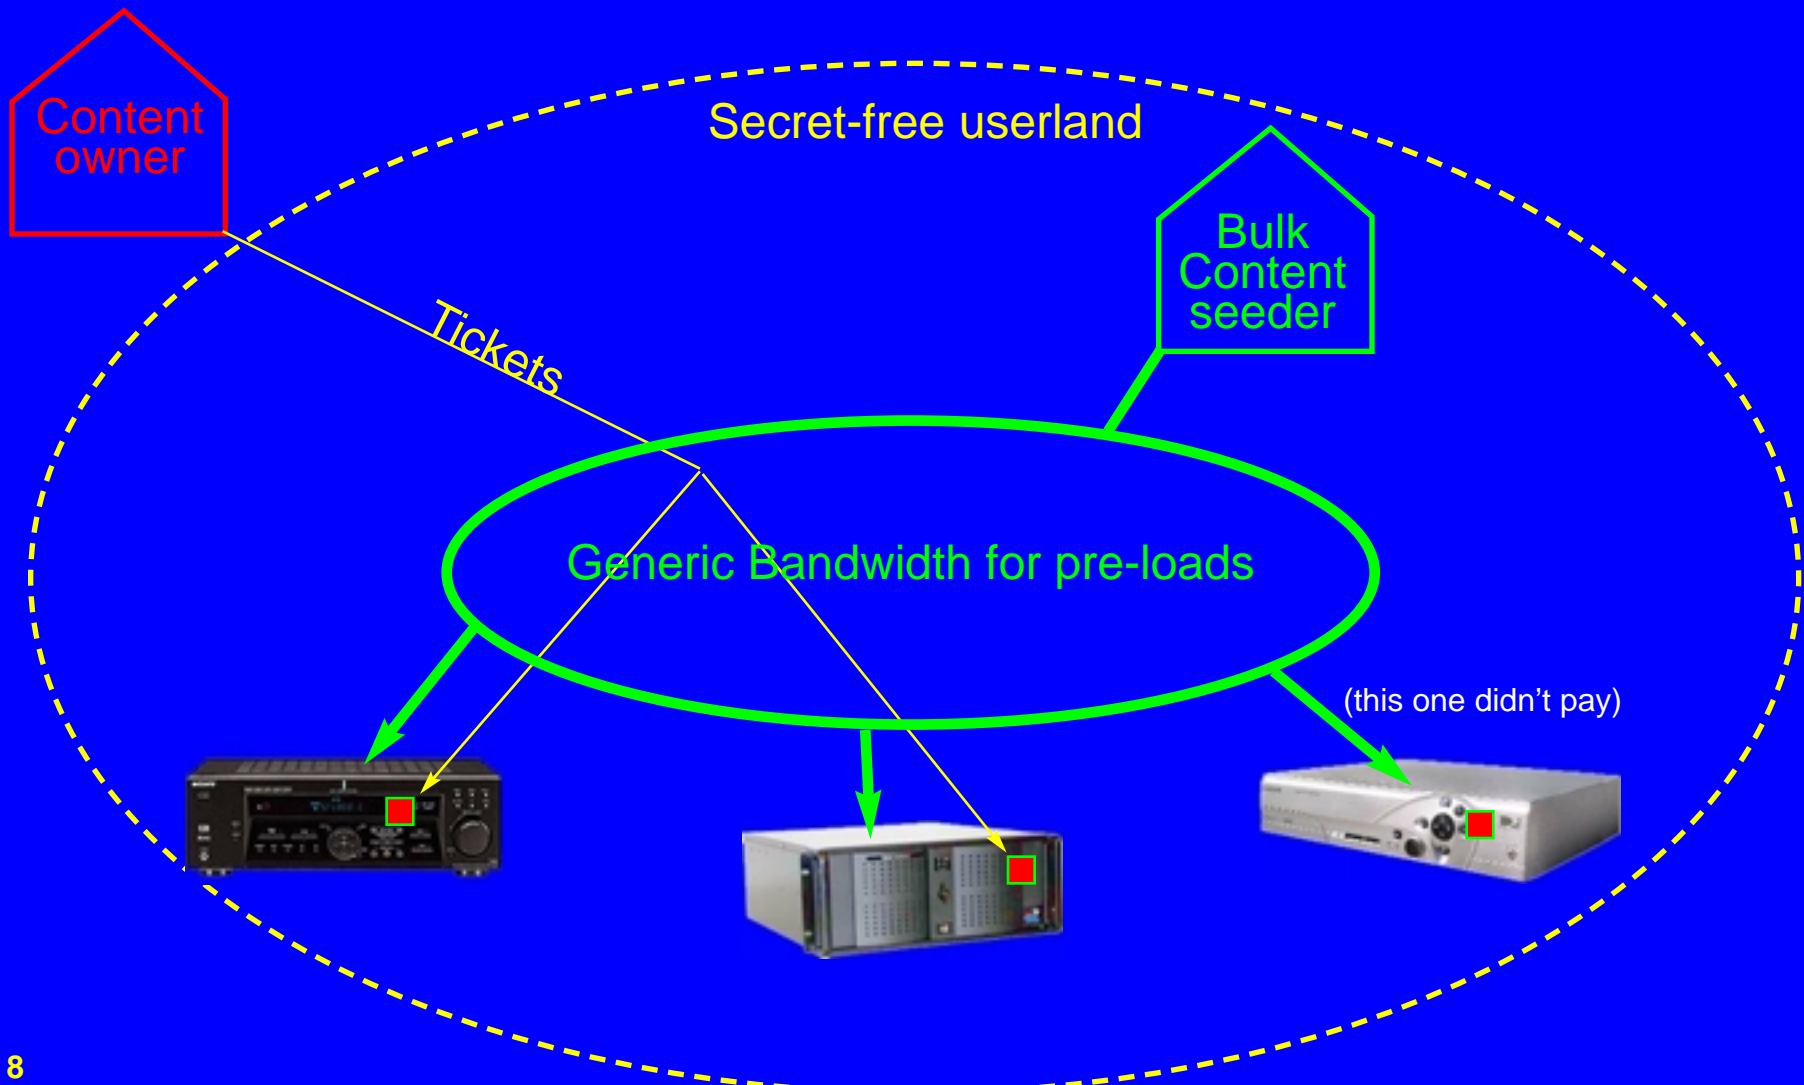 Content
owner
Secret-free userland
Bulk
Content
seeder
Tickets
Generic Bandwidth for pre-loads
(this one didn't pay)
8